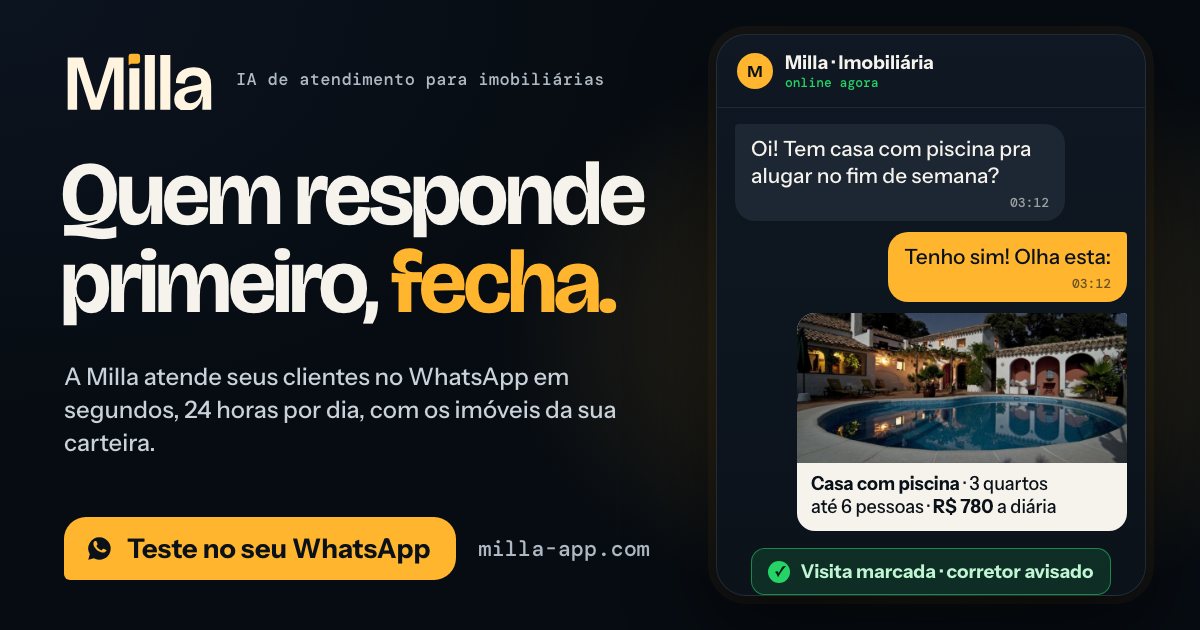 Milla
IA de atendimento para imobiliárias
Quem responde
primeiro, fecha.
A Milla atende seus clientes no WhatsApp em
segundos, 24 horas por dia, com os imóveis da sua
carteira.
Teste no seu WhatsApp
milla-app.com
M
Milla · Imobiliária
online agora
Oi! Tem casa com piscina pra
alugar no fim de semana?
03:12
Tenho sim! Olha esta:
03:12
Casa com piscina · 3 quartos
até 6 pessoas · R$ 780 a diária
Visita marcada · corretor avisado